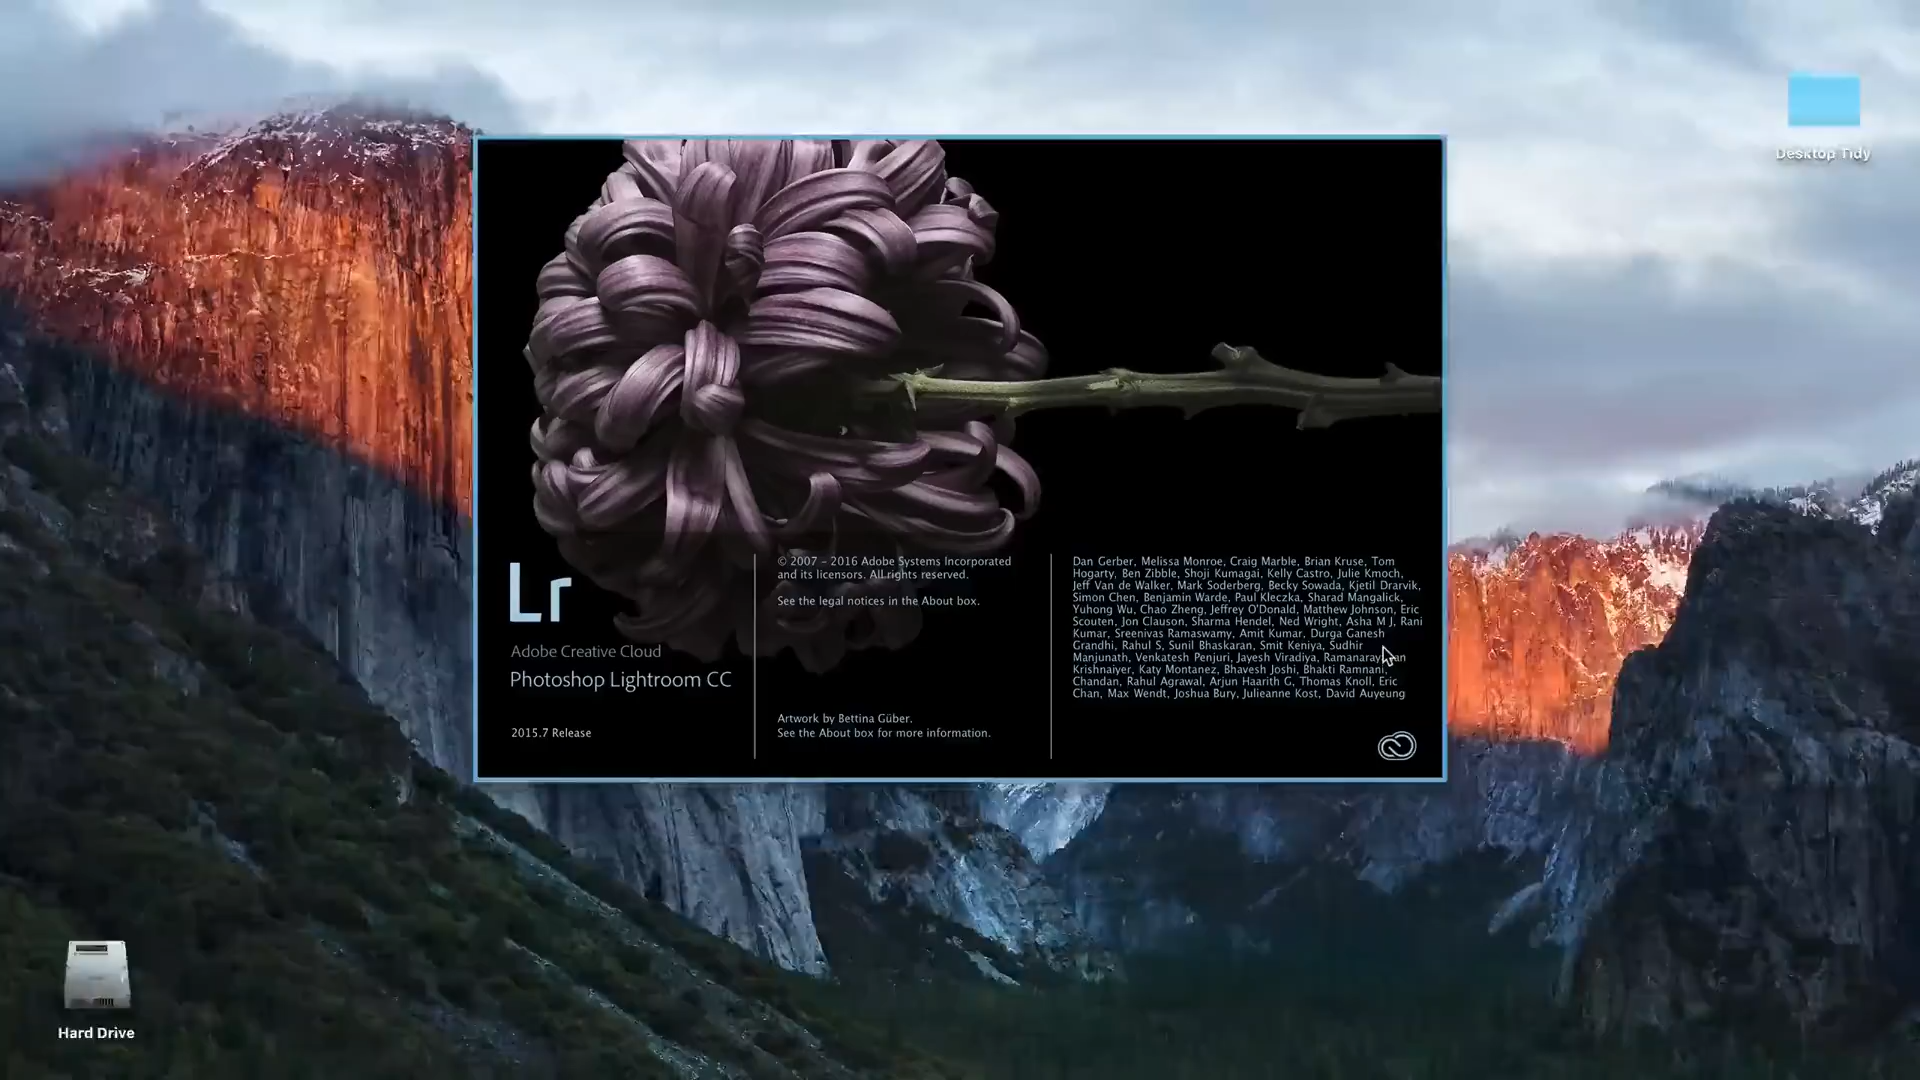 Desktop Tidy
Lr
Adobe Creative Cloud
Photoshop Lightroom CC
2015.7 Release
© 2007 – 2016 Adobe Systems Incorporated
and its licensors. All rights reserved.
See the legal notices in the About box.
Artwork by Bettina Güber.
See the About box for more information.
Dan Gerber, Melissa Monroe, Craig Marble, Brian Kruse, Tom
Hogarty, Ben Zibble, Shoji Kumagai, Kelly Castro, Julie Kmoch,
Jeff Van de Walker, Mark Soderberg, Becky Sowada, Kjetil Drarvik,
Simon Chen, Benjamin Warde, Paul Kleczka, Sharad Mangalick,
Yuhong Wu, Chao Zheng, Jeffrey O'Donald, Matthew Johnson, Eric
Scouten, Jon Clauson, Sharma Hendel, Ned Wright, Asha M J, Rani
Kumar, Sreenivas Ramaswamy, Amit Kumar, Durga Ganesh
Grandhi, Rahul S, Sunil Bhaskaran, Smit Keniya, Sudhir
Manjunath, Venkatesh Penjuri, Jayesh Viradiya,
Krishnaiyer, Katy Montanez, Bhavesh Joshi, Bhakti Ramnani,
Chandan, Rahul Agrawal, Arjun Haarith G, Thomas Knoll, Eric
Chan, Max Wendt, Joshua Bury, Julieanne Kost, David Auyeung
Hard Drive